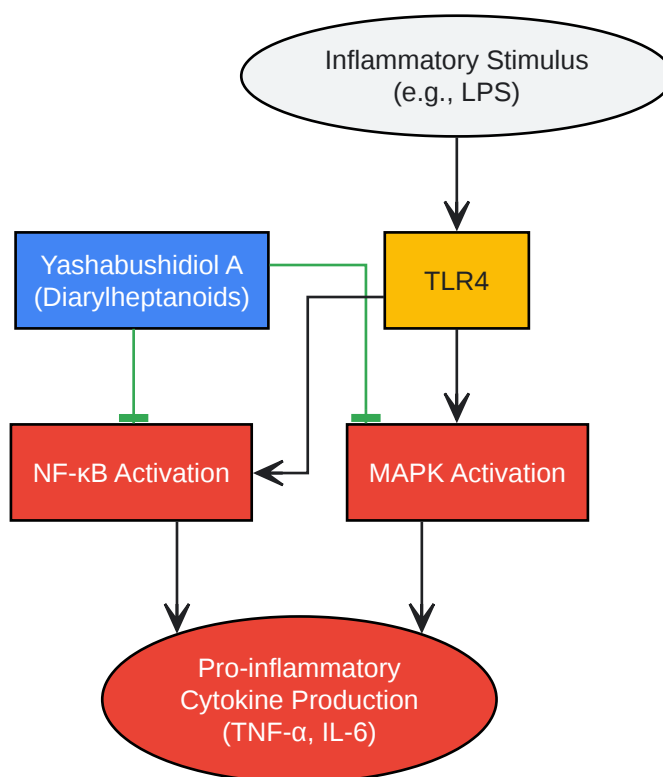 Inflammatory Stimulus
(e.g., LPS)
Yashabushidiol A
(Diarylheptanoids)
TLR4
NF-κB Activation
MAPK Activation
Pro-inflammatory
Cytokine Production
(TNF-α, IL-6)